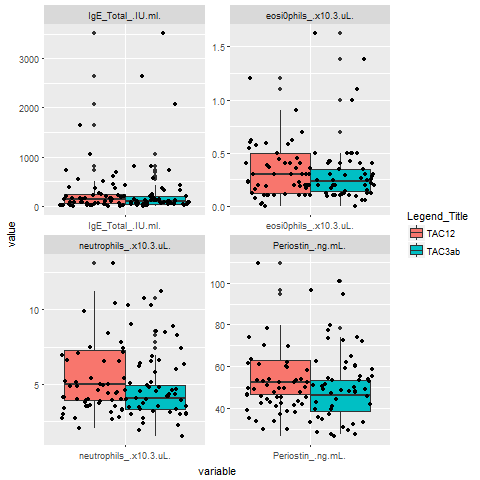 IgE_Total_.IU.ml.
eosi0phils_.x10.3.uL.
3000
2000
1000
0
1.5
1.0
0.5
0.0
IgE_Total_.IU.ml.
eosi0phils_.x10.3.uL.
neutrophils_.x10.3.uL.
Periostin_.ng.mL.
10
5
100
80
60
40
neutrophils_.x10.3.uL.
Periostin_.ng.mL.
value
variable
Legend_Title
TAC12
TAC3ab